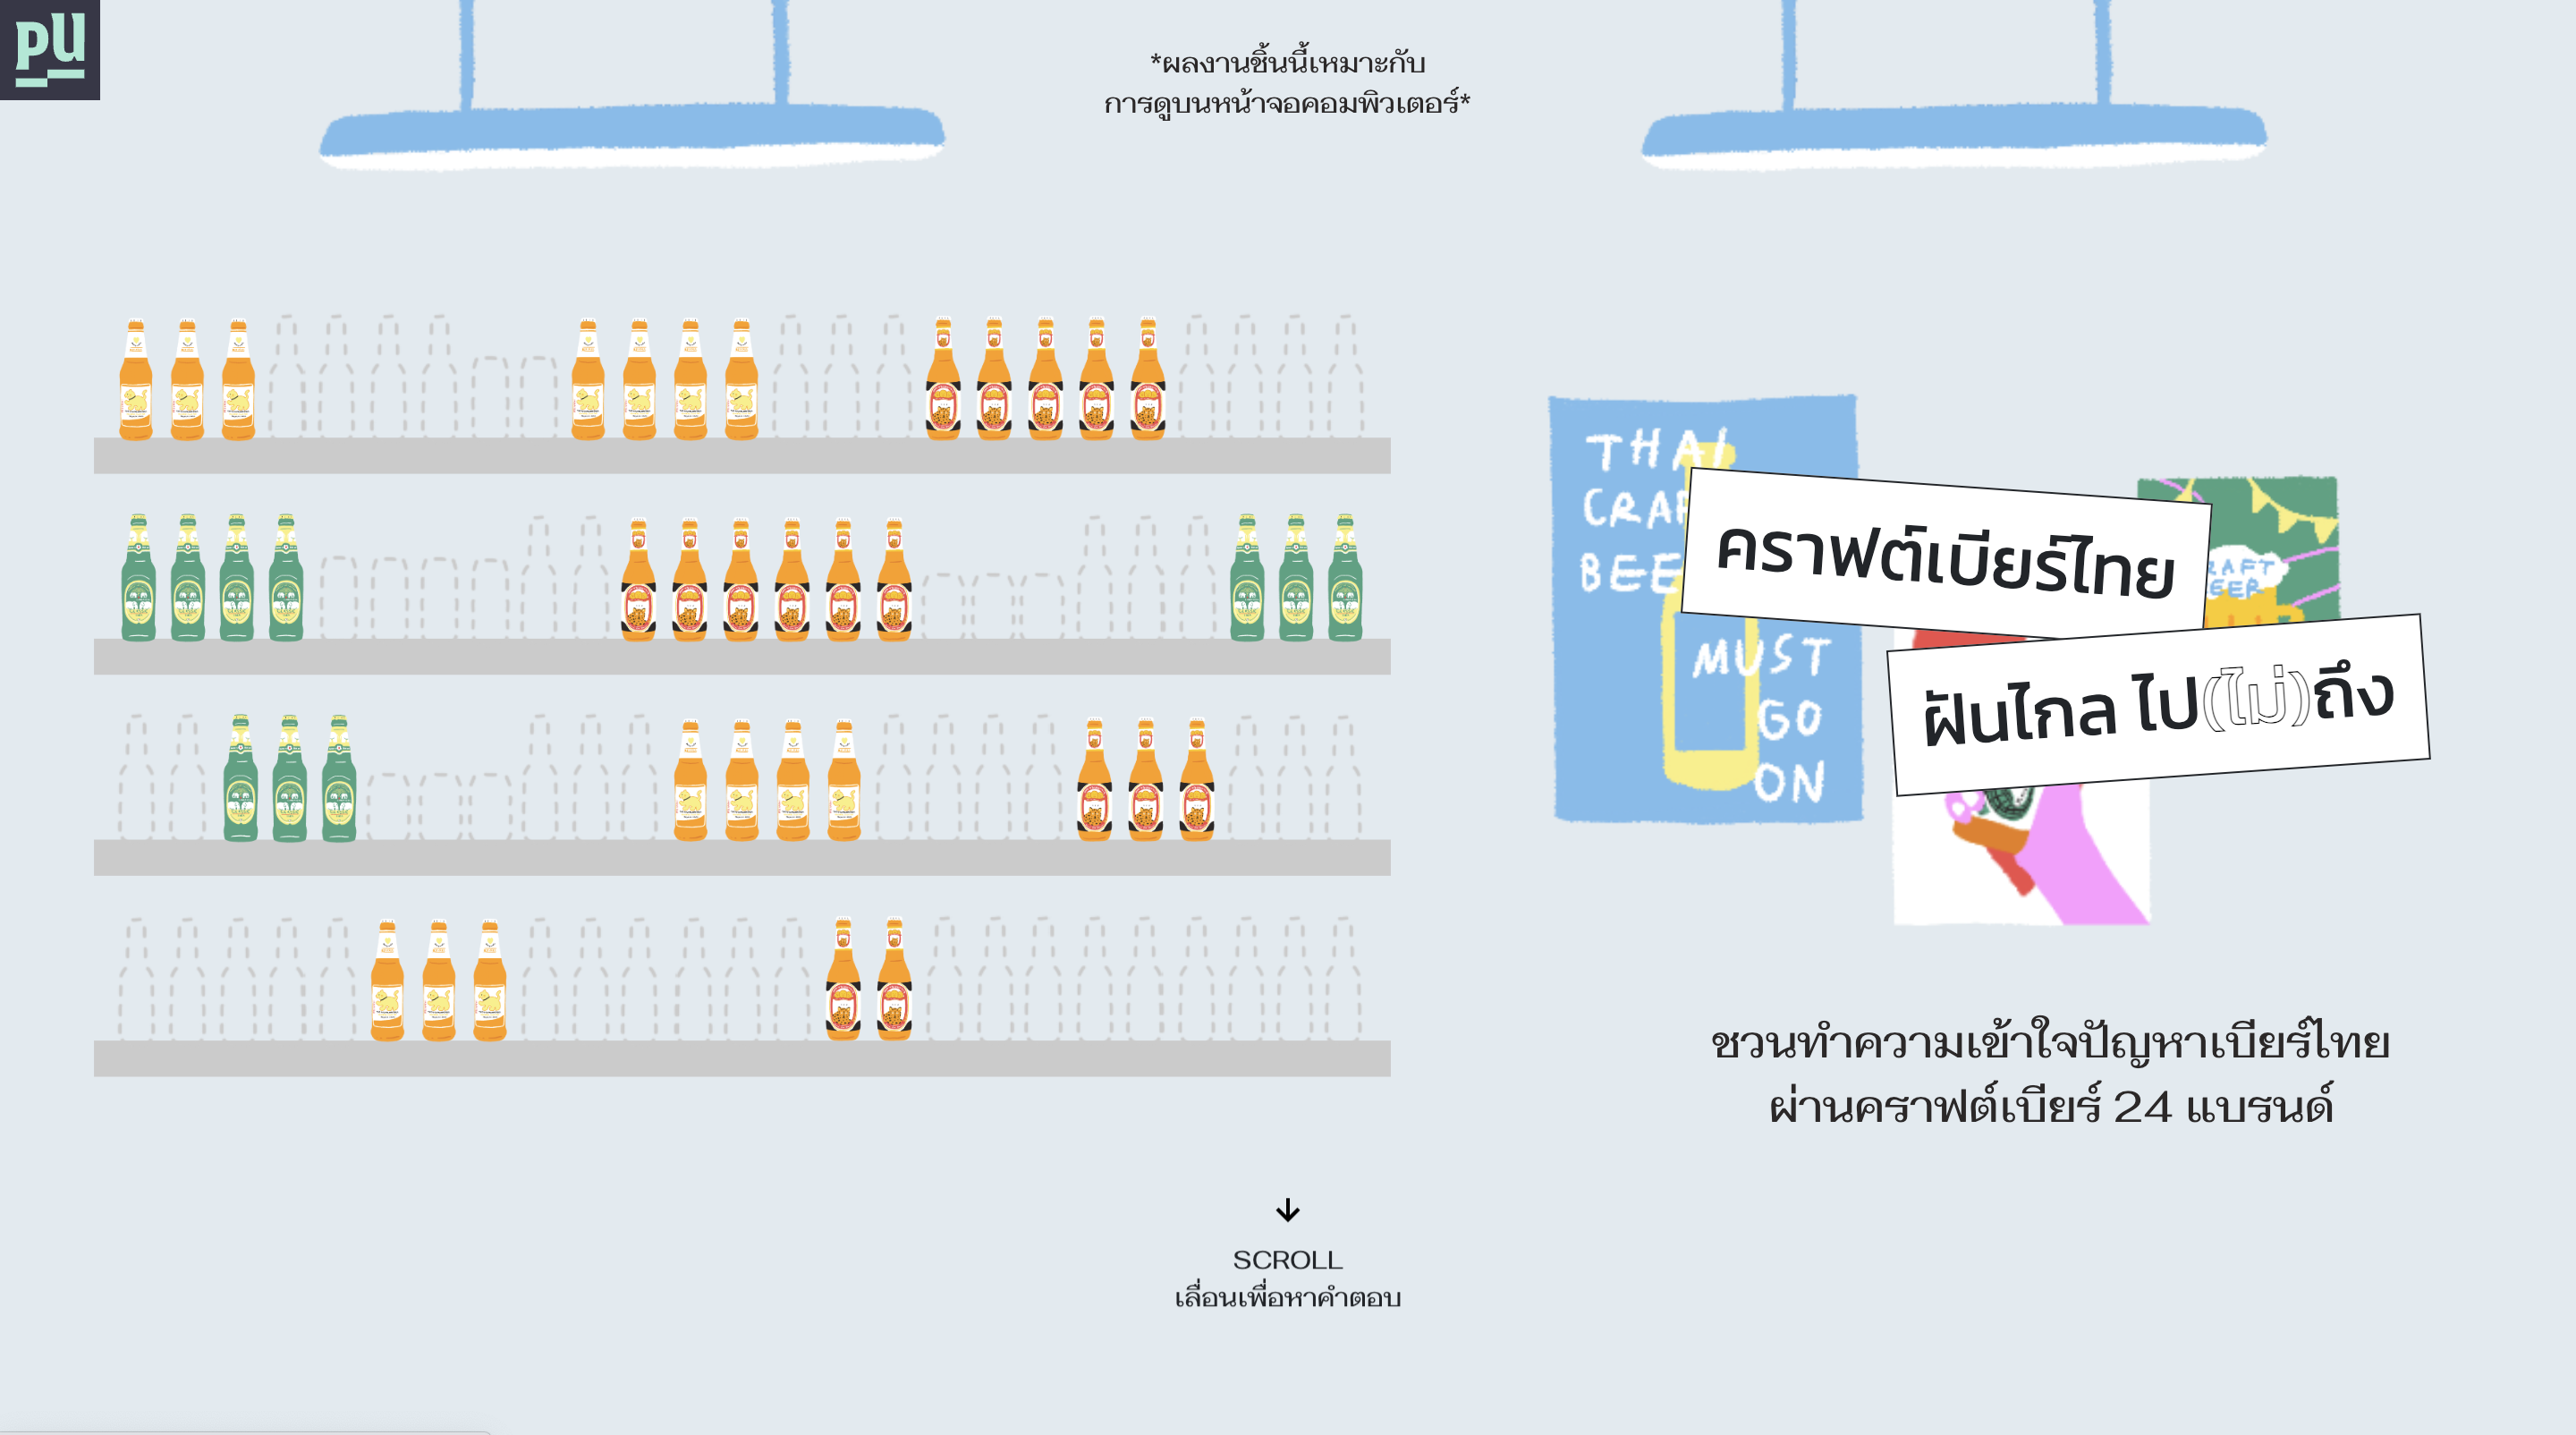 pU
*ผลงานชิ้นนี้เหมาะกับ
การดูบนหน้าจอคอมพิวเตอร์*
THAI
BEE
MUST
GO
ON
คราฟต์เบียร์ไทย
ฝันไกล ไป(ไม่)ถึง
ชวนทำความเข้าใจปัญหาเบียร์ไทย
ผ่านคราฟต์เบียร์ 24 แบรนด์
SCROLL
เลื่อนเพื่อหาคำตอบ